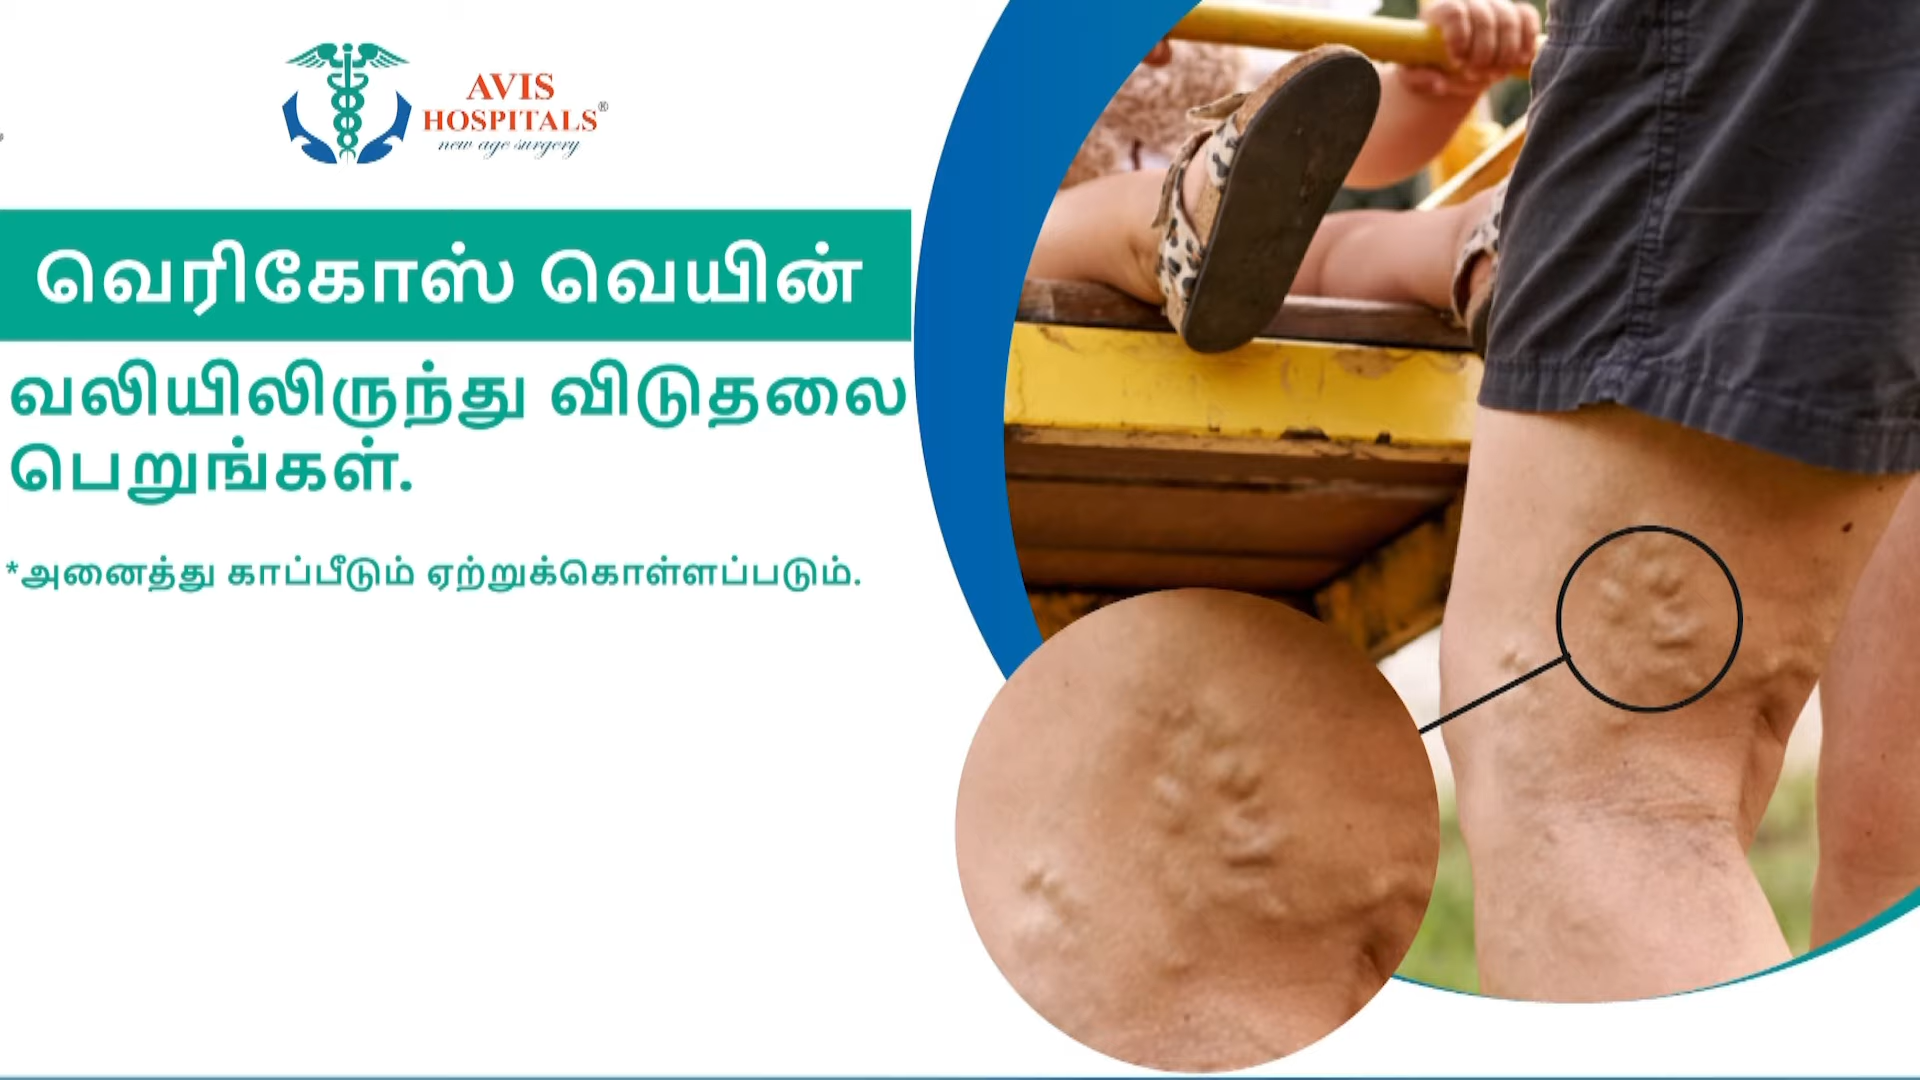 AVIS
HOSPITALS®
new age surgery
வெரிகோஸ் வெயின்
வலியிலிருந்து விடுதலை
பெறுங்கள்.
*அனைத்து காப்பீடும் ஏற்றுக்கொள்ளப்படும்.